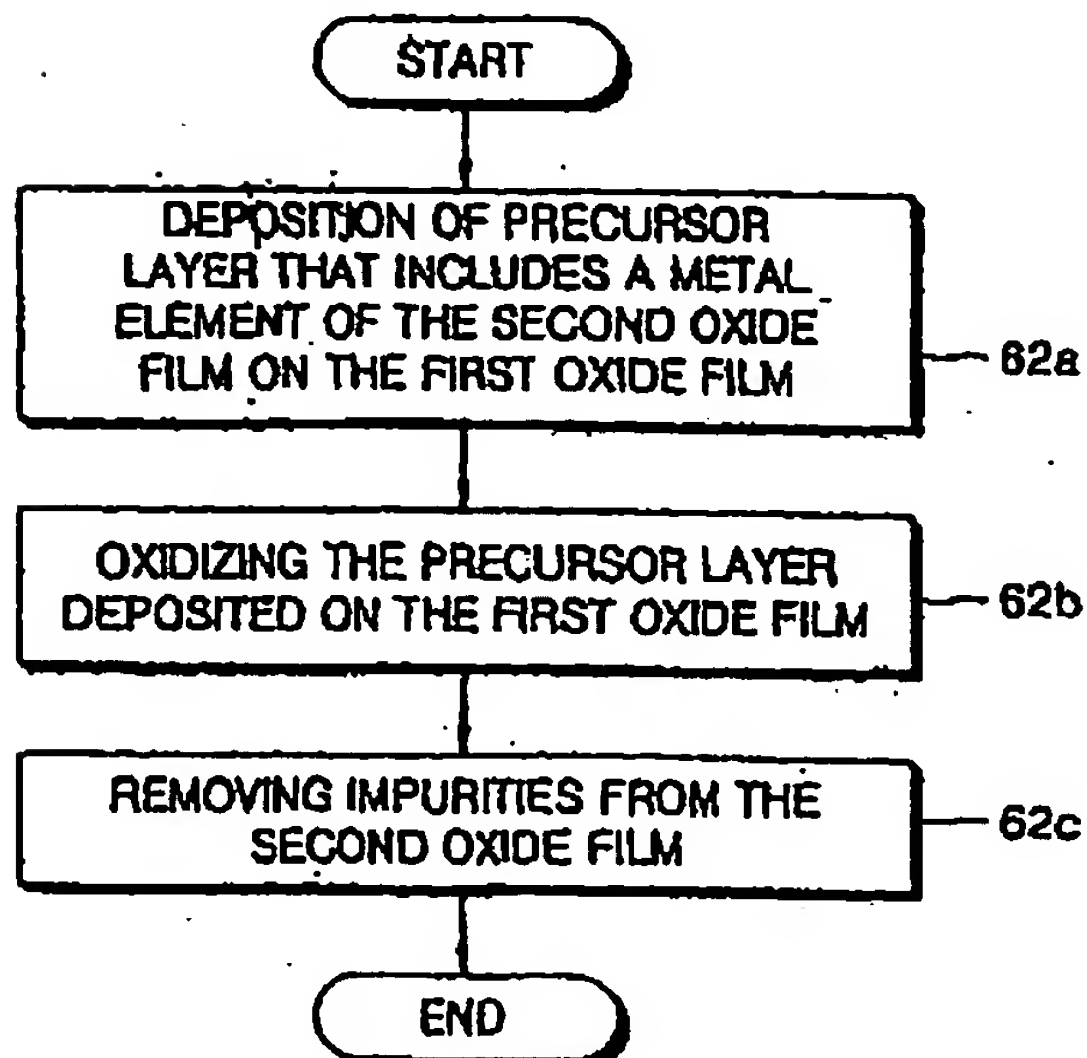 START
DEPOSITION OF PRECURSOR
LAYER THAT INCLUDES A METAL
ELEMENT OF THE SECOND OXIDE
FILM ON THE FIRST OXIDE FILM
62a
OXIDIZING THE PRECURSOR LAYER
DEPOSITED ON THE FIRST OXIDE FILM
62b
REMOVING IMPURITIES FROM THE
SECOND OXIDE FILM
62c
END